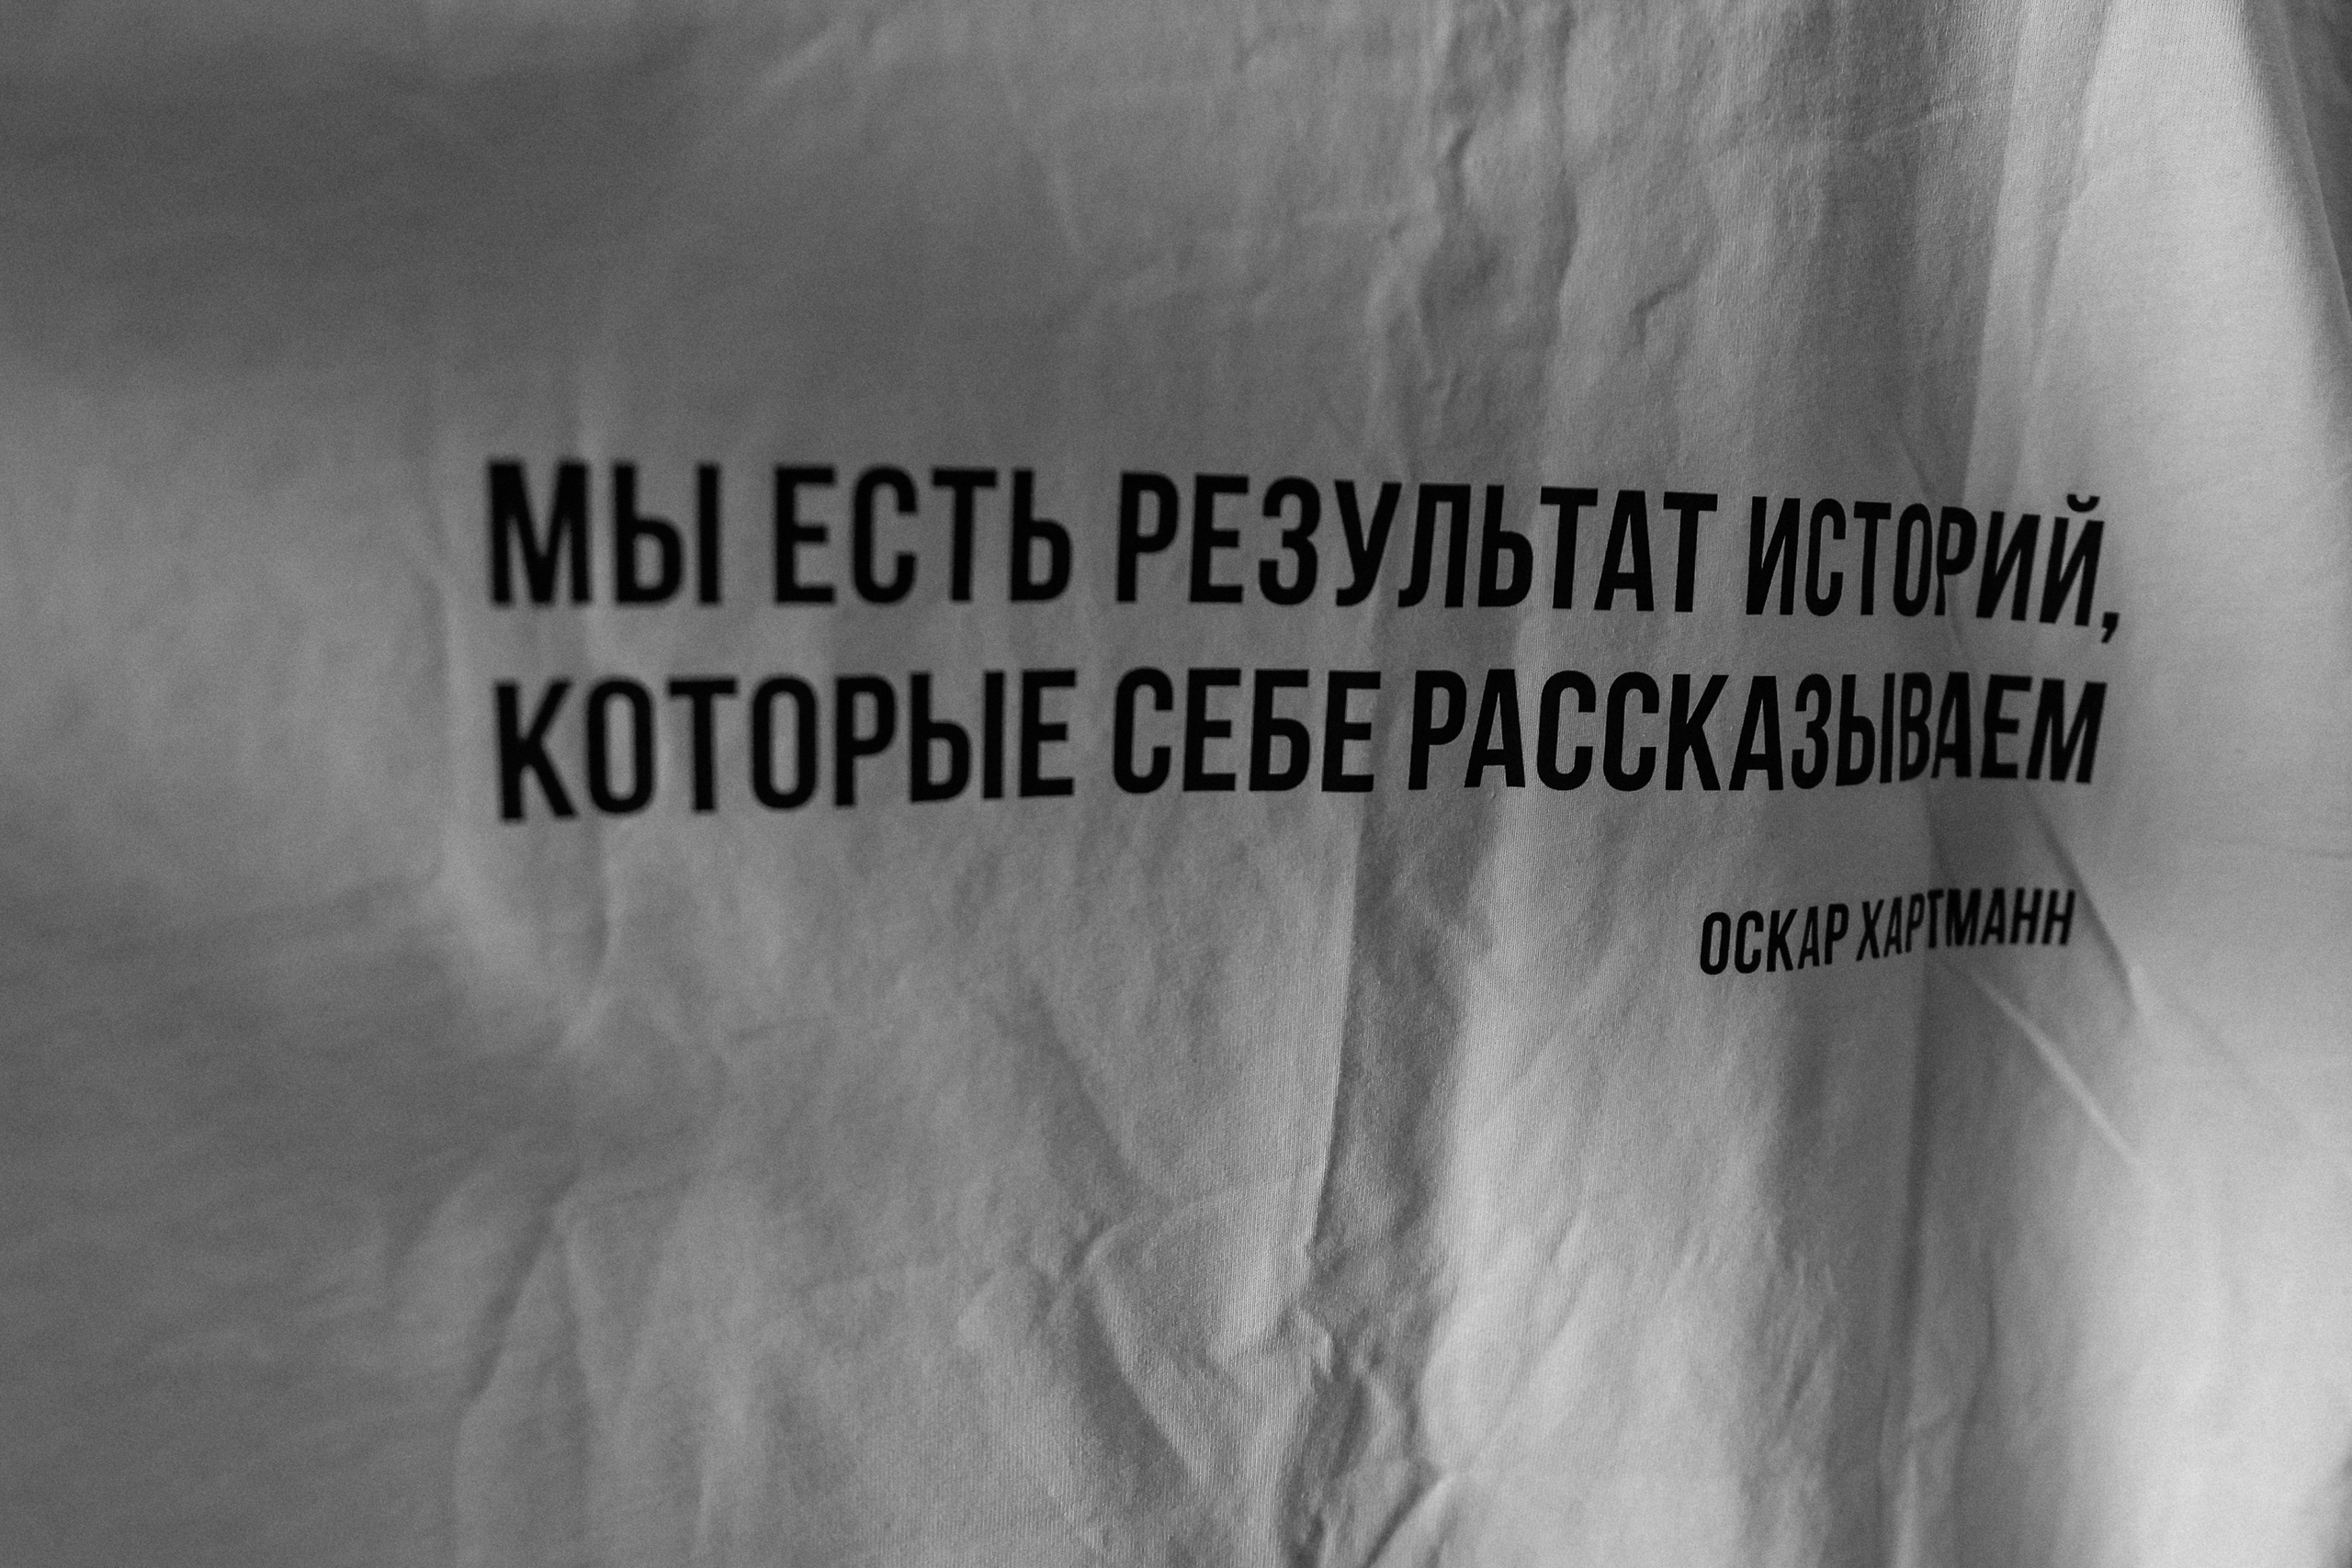 МЫ ЕСТЬ РЕЗУЛЬТАТ ИСТОРИЙ,
КОТОРЫЕ СЕБЕ РАССКАЗЫВАЕМ
ОСКАР ХАРТМАНН